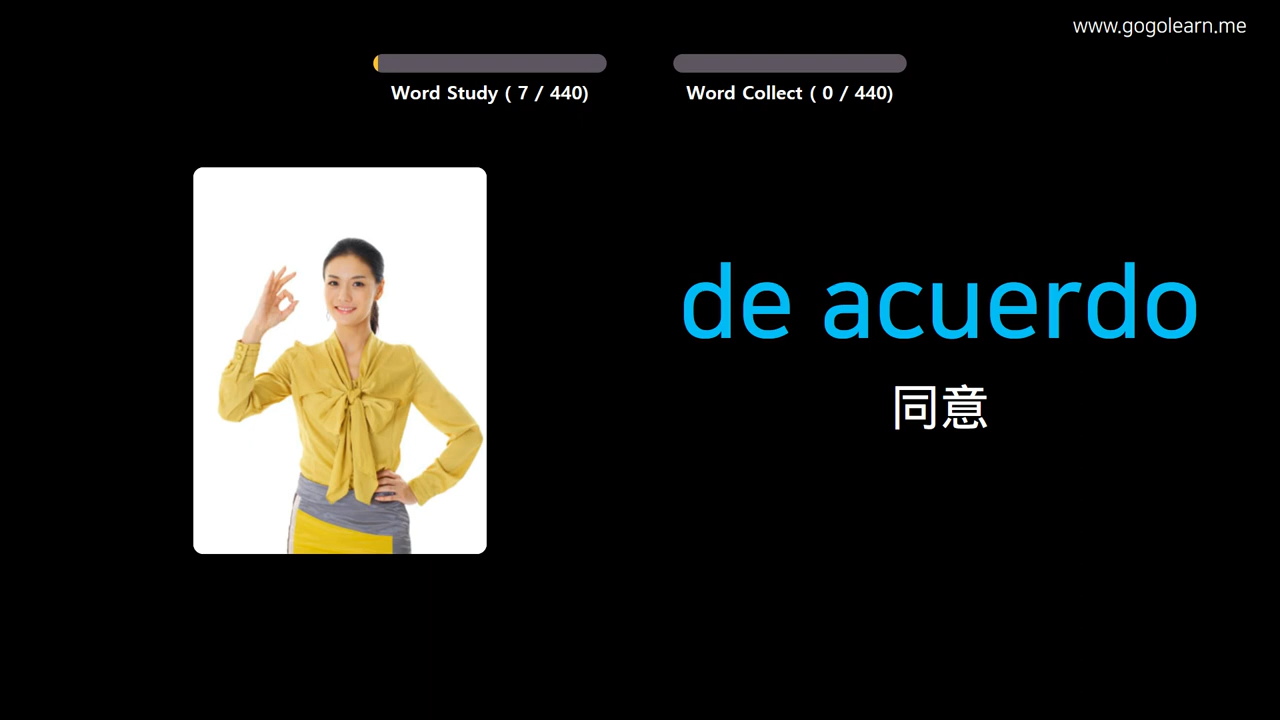 www.gogolearn.me
Word Study ( 7 / 440)
Word Collect ( 0 / 440)
de acuerdo
同意